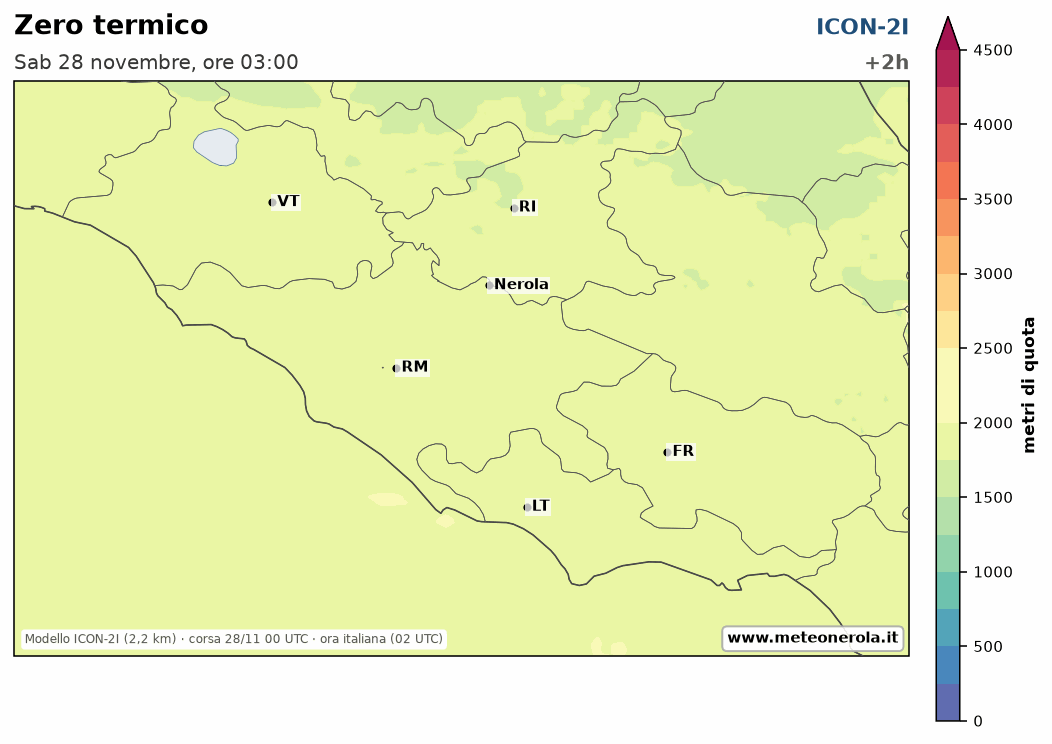 Zero termico
ICON-2I
Sab 28 novembre, ore 03:00
+2h
4500
4000
3500
3000
2500
2000
1500
1000
500
0
metri di quota
VT
RI
Nerola
RM
FR
LT
Modello ICON-2I (2,2 km) · corsa 28/11 00 UTC · ora italiana (02 UTC)
www.meteonerola.it